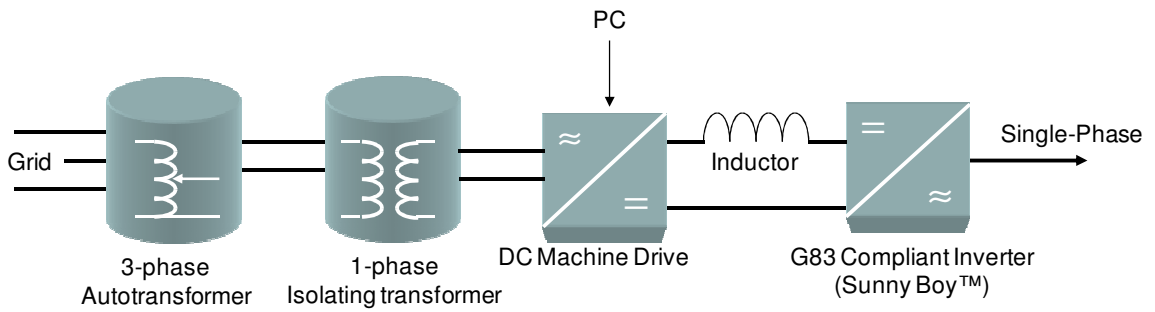 PC
Grid
Inductor
Single-Phase
3-phase
Autotransformer
1-phase
Isolating transformer
DC Machine Drive
G83 Compliant Inverter
(Sunny Boy™)